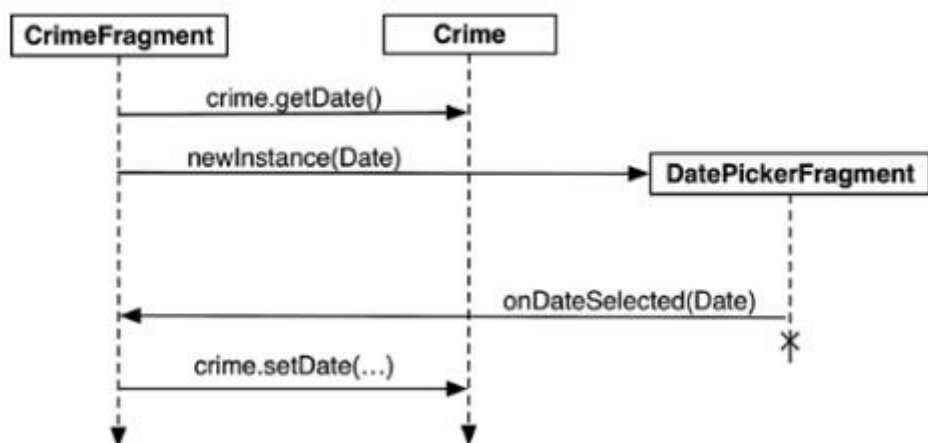 CrimeFragment
Crime
crime.getDate()
newInstance(Date)
DatePickerFragment
onDateSelected(Date)
crime.setDate(...)